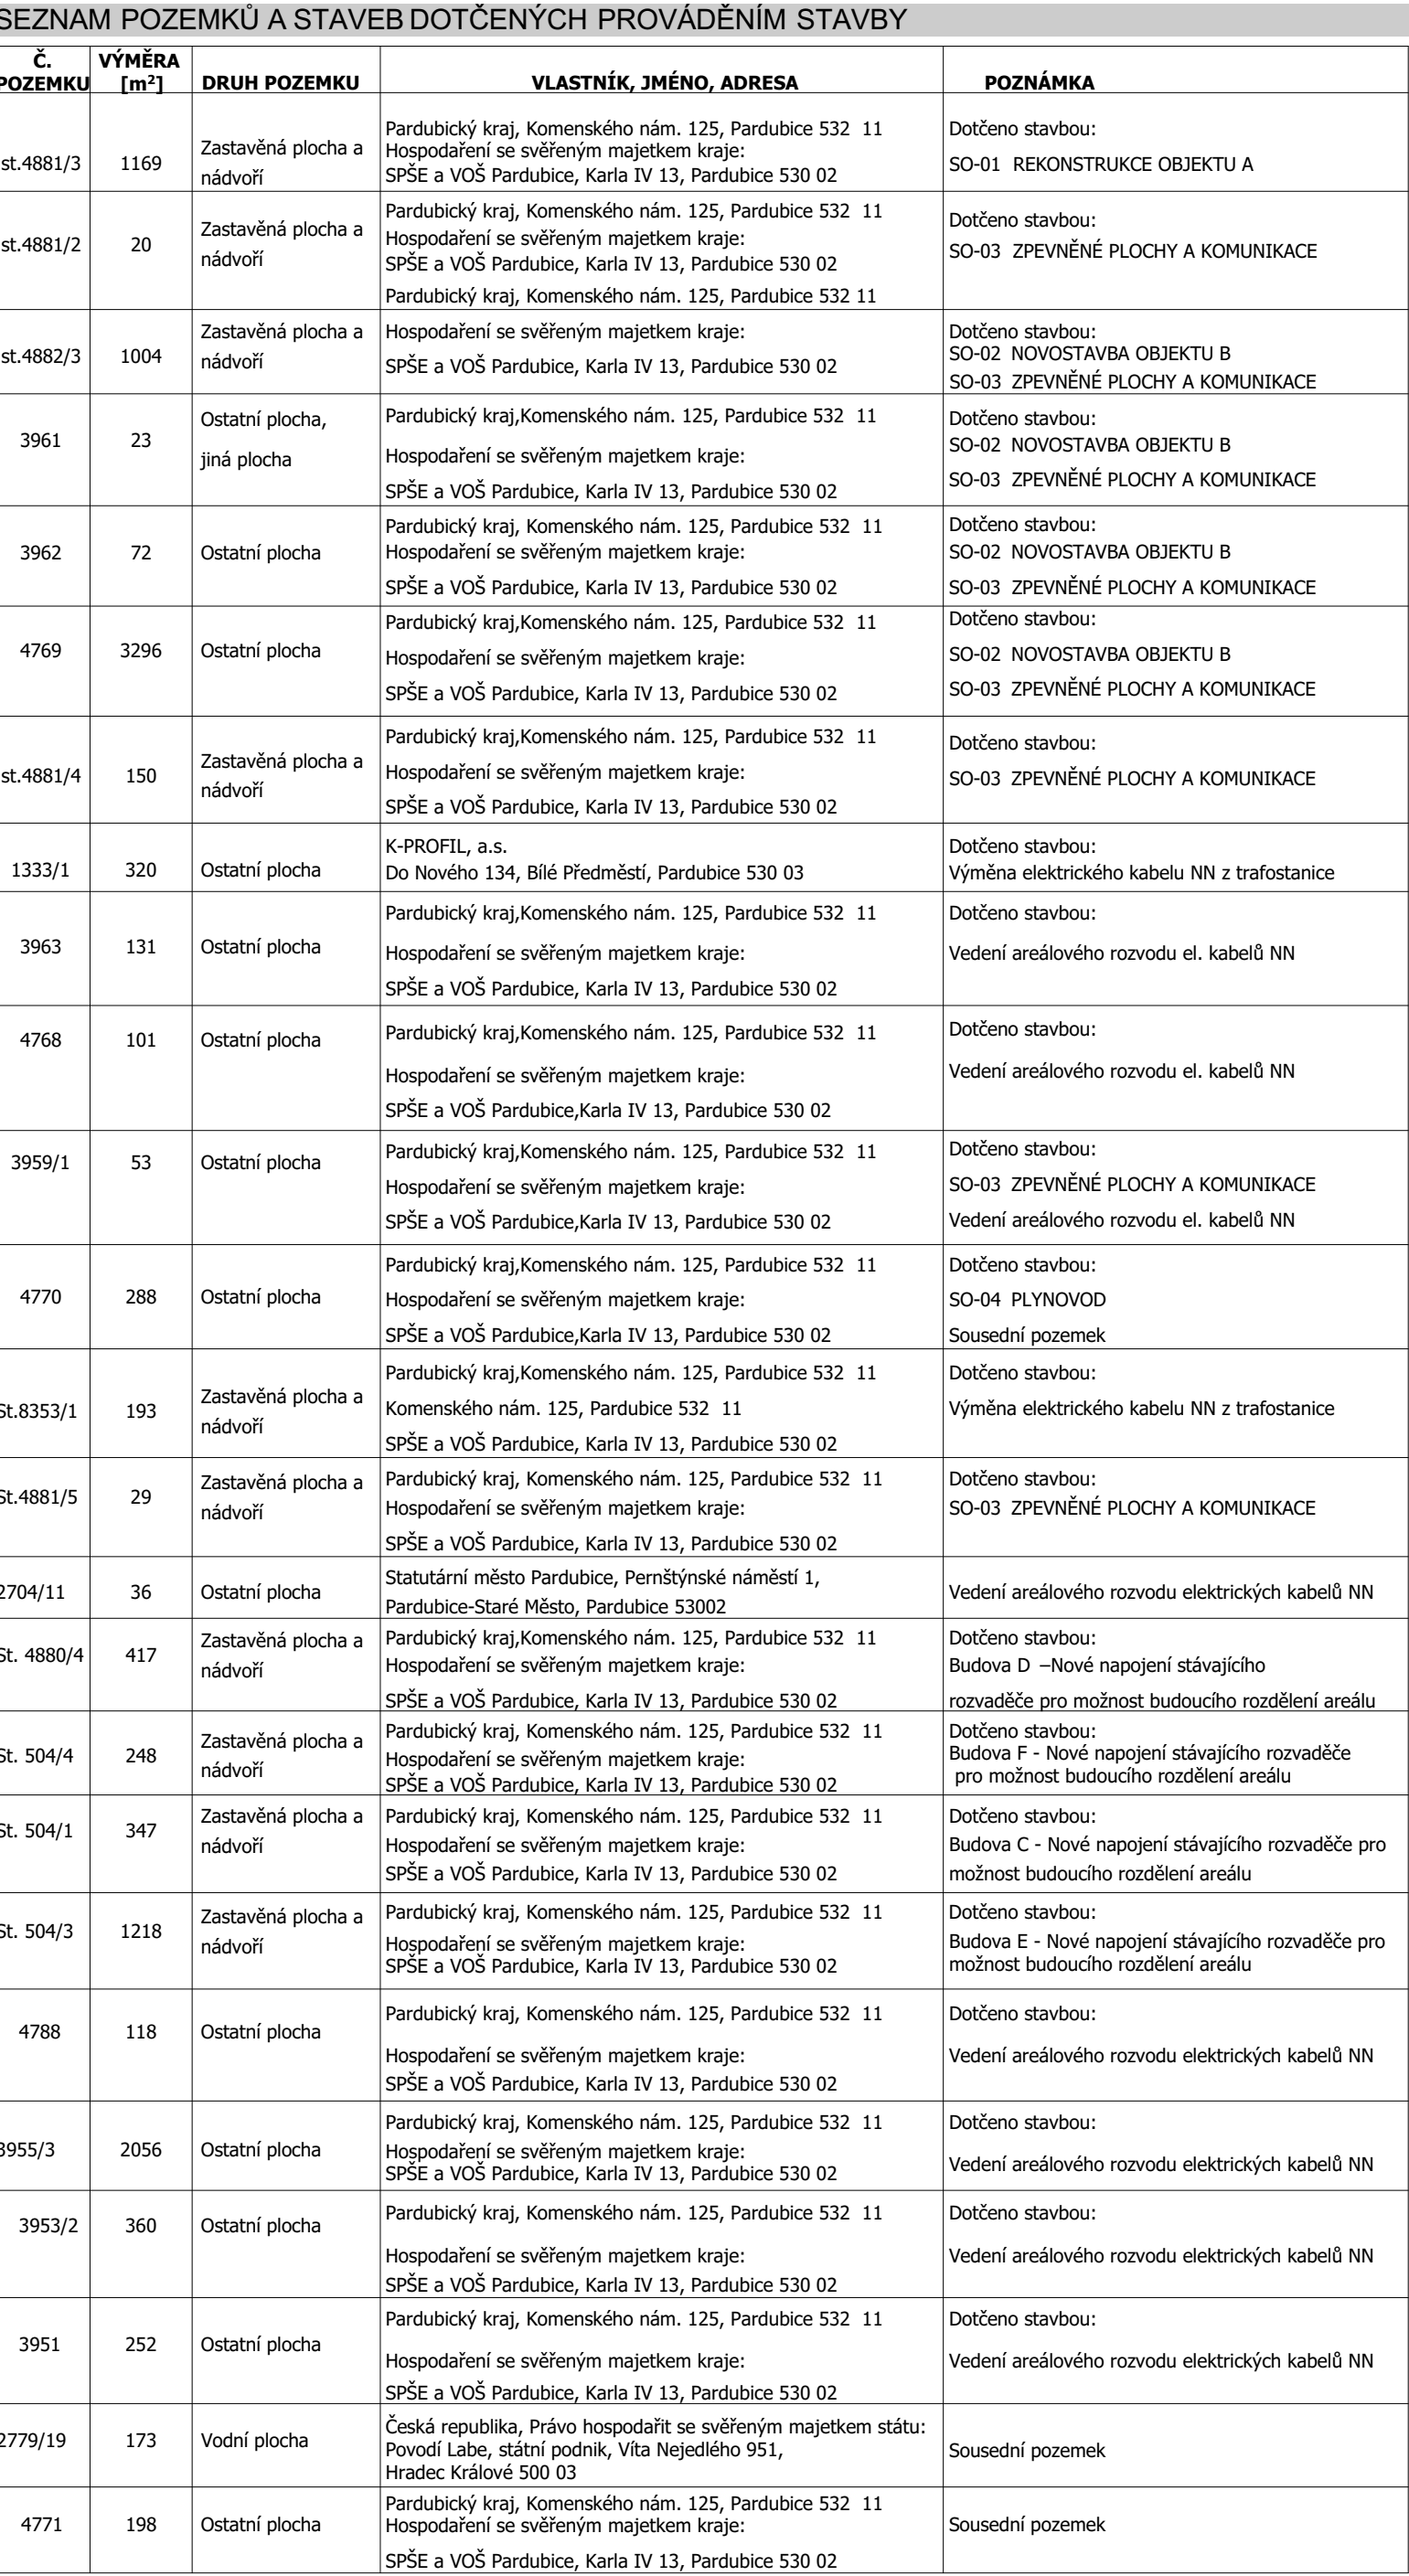 SEZNAM POZEMKŮ A STAVEB DOTČENÝCH PROVÁDĚNÍM STAVBY
Č. POZEMKU VÝMĚRA [m²] DRUH POZEMKU VLASTNÍK, JMÉNO, ADRESA POZNÁMKA
st.4881/3 1169 Zastavěná plocha a
nádvoří
Pardubický kraj, Komenského nám. 125, Pardubice 532 11
Hospodaření se svěřeným majetkem kraje:
SPŠE a VOŠ Pardubice, Karla IV 13, Pardubice 530 02
Dotčeno stavbou:
SO-01 REKONSTRUKCE OBJEKTU A
st.4881/2 20 Zastavěná plocha a
nádvoří
Pardubický kraj, Komenského nám. 125, Pardubice 532 11
Hospodaření se svěřeným majetkem kraje:
SPŠE a VOŠ Pardubice, Karla IV 13, Pardubice 530 02
Pardubický kraj, Komenského nám. 125, Pardubice 532 11
Dotčeno stavbou:
SO-03 ZPEVNĚNÉ PLOCHY A KOMUNIKACE
st.4882/3 1004 Zastavěná plocha a
nádvoří
Hospodaření se svěřeným majetkem kraje:
SPŠE a VOŠ Pardubice, Karla IV 13, Pardubice 530 02
Dotčeno stavbou:
SO-02 NOVOSTAVBA OBJEKTU B
SO-03 ZPEVNĚNÉ PLOCHY A KOMUNIKACE
3961 23 Ostatní plocha,
jiná plocha
Pardubický kraj,Komenského nám. 125, Pardubice 532 11
Hospodaření se svěřeným majetkem kraje:
SPŠE a VOŠ Pardubice, Karla IV 13, Pardubice 530 02
Dotčeno stavbou:
SO-02 NOVOSTAVBA OBJEKTU B
SO-03 ZPEVNĚNÉ PLOCHY A KOMUNIKACE
3962 72 Ostatní plocha
Pardubický kraj, Komenského nám. 125, Pardubice 532 11
Hospodaření se svěřeným majetkem kraje:
SPŠE a VOŠ Pardubice, Karla IV 13, Pardubice 530 02
Dotčeno stavbou:
SO-02 NOVOSTAVBA OBJEKTU B
SO-03 ZPEVNĚNÉ PLOCHY A KOMUNIKACE
4769 3296 Ostatní plocha
Pardubický kraj,Komenského nám. 125, Pardubice 532 11
Hospodaření se svěřeným majetkem kraje:
SPŠE a VOŠ Pardubice, Karla IV 13, Pardubice 530 02
Dotčeno stavbou:
SO-02 NOVOSTAVBA OBJEKTU B
SO-03 ZPEVNĚNÉ PLOCHY A KOMUNIKACE
st.4881/4 150 Zastavěná plocha a
nádvoří
Pardubický kraj,Komenského nám. 125, Pardubice 532 11
Hospodaření se svěřeným majetkem kraje:
SPŠE a VOŠ Pardubice, Karla IV 13, Pardubice 530 02
Dotčeno stavbou:
SO-03 ZPEVNĚNÉ PLOCHY A KOMUNIKACE
1333/1 320 Ostatní plocha
K-PROFIL, a.s.
Do Nového 134, Bílé Předměstí, Pardubice 530 03
Dotčeno stavbou:
Výměna elektrického kabelu NN z trafostanice
3963 131 Ostatní plocha
Pardubický kraj,Komenského nám. 125, Pardubice 532 11
Hospodaření se svěřeným majetkem kraje:
SPŠE a VOŠ Pardubice, Karla IV 13, Pardubice 530 02
Dotčeno stavbou:
Vedení areálového rozvodu el. kabelů NN
4768 101 Ostatní plocha
Pardubický kraj,Komenského nám. 125, Pardubice 532 11
Hospodaření se svěřeným majetkem kraje:
SPŠE a VOŠ Pardubice,Karla IV 13, Pardubice 530 02
Dotčeno stavbou:
Vedení areálového rozvodu el. kabelů NN
3959/1 53 Ostatní plocha
Pardubický kraj,Komenského nám. 125, Pardubice 532 11
Hospodaření se svěřeným majetkem kraje:
SPŠE a VOŠ Pardubice,Karla IV 13, Pardubice 530 02
Dotčeno stavbou:
SO-03 ZPEVNĚNÉ PLOCHY A KOMUNIKACE
Vedení areálového rozvodu el. kabelů NN
4770 288 Ostatní plocha
Pardubický kraj,Komenského nám. 125, Pardubice 532 11
Hospodaření se svěřeným majetkem kraje:
SPŠE a VOŠ Pardubice,Karla IV 13, Pardubice 530 02
Dotčeno stavbou:
SO-04 PLYNOVOD
Sousední pozemek
St.8353/1 193 Zastavěná plocha a
nádvoří
Pardubický kraj,Komenského nám. 125, Pardubice 532 11
Komenského nám. 125, Pardubice 532 11
SPŠE a VOŠ Pardubice, Karla IV 13, Pardubice 530 02
Dotčeno stavbou:
Výměna elektrického kabelu NN z trafostanice
St.4881/5 29 Zastavěná plocha a
nádvoří
Pardubický kraj, Komenského nám. 125, Pardubice 532 11
Hospodaření se svěřeným majetkem kraje:
SPŠE a VOŠ Pardubice, Karla IV 13, Pardubice 530 02
Dotčeno stavbou:
SO-03 ZPEVNĚNÉ PLOCHY A KOMUNIKACE
2704/11 36 Ostatní plocha
Statutární město Pardubice, Pernštýnské náměstí 1,
Pardubice-Staré Město, Pardubice 53002
Vedení areálového rozvodu elektrických kabelů NN
St. 4880/4 417 Zastavěná plocha a
nádvoří
Pardubický kraj,Komenského nám. 125, Pardubice 532 11
Hospodaření se svěřeným majetkem kraje:
SPŠE a VOŠ Pardubice, Karla IV 13, Pardubice 530 02
Dotčeno stavbou:
Budova D –Nové napojení stávajícího
rozvaděče pro možnost budoucího rozdělení areálu
St. 504/4 248 Zastavěná plocha a
nádvoří
Pardubický kraj, Komenského nám. 125, Pardubice 532 11
Hospodaření se svěřeným majetkem kraje:
SPŠE a VOŠ Pardubice, Karla IV 13, Pardubice 530 02
Dotčeno stavbou:
Budova F - Nové napojení stávajícího rozvaděče
pro možnost budoucího rozdělení areálu
St. 504/1 347 Zastavěná plocha a
nádvoří
Pardubický kraj, Komenského nám. 125, Pardubice 532 11
Hospodaření se svěřeným majetkem kraje:
SPŠE a VOŠ Pardubice, Karla IV 13, Pardubice 530 02
Dotčeno stavbou:
Budova C - Nové napojení stávajícího rozvaděče pro
možnost budoucího rozdělení areálu
St. 504/3 1218 Zastavěná plocha a
nádvoří
Pardubický kraj, Komenského nám. 125, Pardubice 532 11
Hospodaření se svěřeným majetkem kraje:
SPŠE a VOŠ Pardubice, Karla IV 13, Pardubice 530 02
Dotčeno stavbou:
Budova E - Nové napojení stávajícího rozvaděče pro
možnost budoucího rozdělení areálu
4788 118 Ostatní plocha
Pardubický kraj, Komenského nám. 125, Pardubice 532 11
Hospodaření se svěřeným majetkem kraje:
SPŠE a VOŠ Pardubice, Karla IV 13, Pardubice 530 02
Dotčeno stavbou:
Vedení areálového rozvodu elektrických kabelů NN
3955/3 2056 Ostatní plocha
Pardubický kraj, Komenského nám. 125, Pardubice 532 11
Hospodaření se svěřeným majetkem kraje:
SPŠE a VOŠ Pardubice, Karla IV 13, Pardubice 530 02
Dotčeno stavbou:
Vedení areálového rozvodu elektrických kabelů NN
3953/2 360 Ostatní plocha
Pardubický kraj, Komenského nám. 125, Pardubice 532 11
Hospodaření se svěřeným majetkem kraje:
SPŠE a VOŠ Pardubice, Karla IV 13, Pardubice 530 02
Dotčeno stavbou:
Vedení areálového rozvodu elektrických kabelů NN
3951 252 Ostatní plocha
Pardubický kraj, Komenského nám. 125, Pardubice 532 11
Hospodaření se svěřeným majetkem kraje:
SPŠE a VOŠ Pardubice, Karla IV 13, Pardubice 530 02
Dotčeno stavbou:
Vedení areálového rozvodu elektrických kabelů NN
2779/19 173 Vodní plocha
Česká republika, Právo hospodařit se svěřeným majetkem státu:
Povodí Labe, státní podnik, Víta Nejedlého 951,
Hradec Králové 500 03
Sousední pozemek
4771 198 Ostatní plocha
Pardubický kraj, Komenského nám. 125, Pardubice 532 11
Hospodaření se svěřeným majetkem kraje:
SPŠE a VOŠ Pardubice, Karla IV 13, Pardubice 530 02
Sousední pozemek